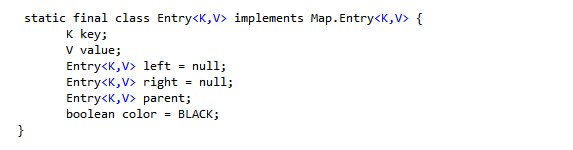 static final class Entry<K,V> implements Map.Entry<K,V> {
K key;
V value;
Entry<K,V> left = null;
Entry<K,V> right = null;
Entry<K,V> parent;
boolean color = BLACK;
}